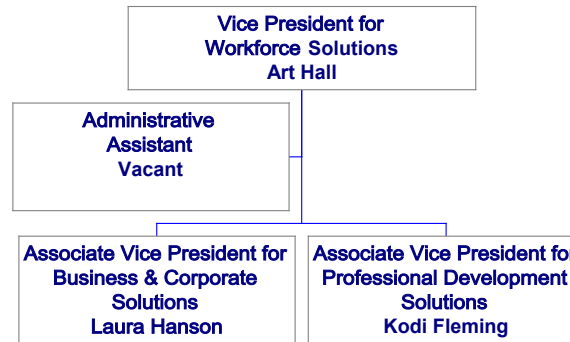 Vice President for
Workforce Solutions
Art Hall
Administrative
Assistant
Vacant
Associate Vice President for
Business & Corporate
Solutions
Laura Hanson
Associate Vice President for
Professional Development
Solutions
Kodi Fleming